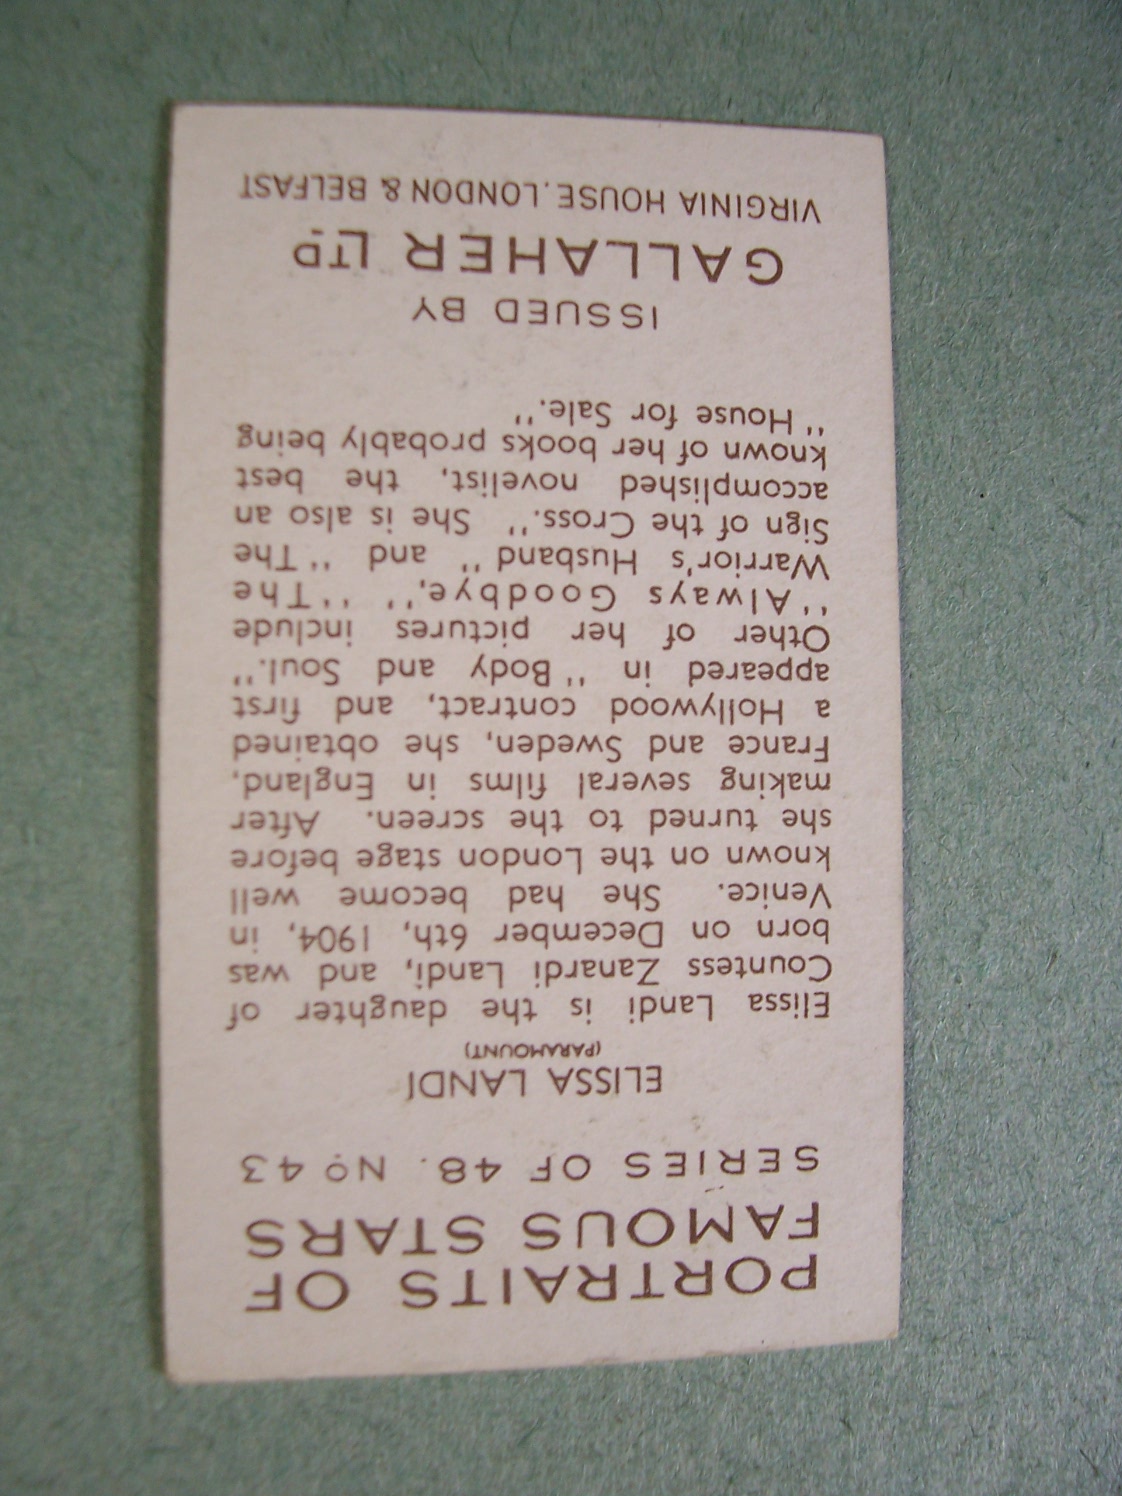 PORTRAITS OF
FAMOUS STARS
SERIES OF 48. No 43
ELISSA LANDI
(PARAMOUNT)
Elissa Landi is the daughter of
Countess Zanardi Landi, and was
born on December 6th, 1904, in
Venice. She had become well
known on the London stage before
she turned to the screen. After
making several films in England,
France and Sweden, she obtained
a Hollywood contract, and first
appeared in "Body and Soul."
Other of her pictures include
"Always Goodbye," "The
Warrior's Husband" and "The
Sign of the Cross." She is also an
accomplished novelist, the best
known of her books probably being
"House for Sale."
ISSUED BY
GALLAHER LTD
VIRGINIA HOUSE, LONDON & BELFAST